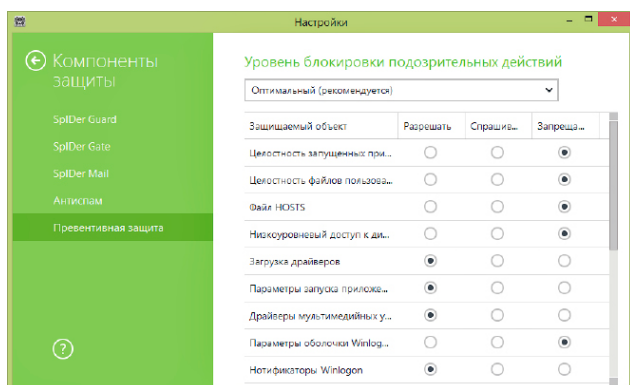 Настройки
Компоненты
защиты
SpIDer Guard
SpIDer Gate
SpIDer Mail
Антиспам
Превентивная защита
?
Уровень блокировки подозрительных действий
Оптимальный (рекомендуется)
Защищаемый объект Разрешать Спрашив... Запреща...
Целостность запущенных при...
Целостность файлов пользова...
Файл HOSTS
Низкоуровневый доступ к ди...
Загрузка драйверов
Параметры запуска приложе...
Драйверы мультимедийных у...
Параметры оболочки Winlog...
Нотификаторы Winlogon